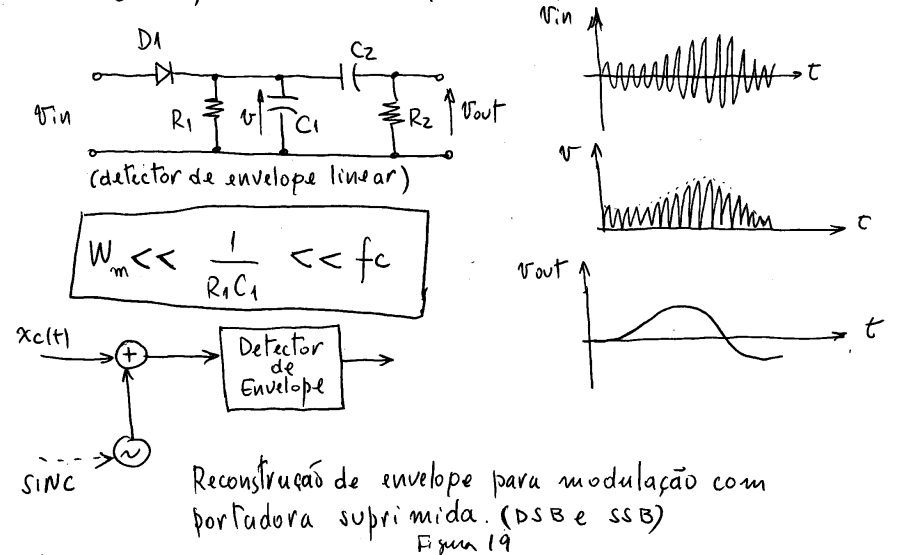 D1
C2
vin
R1
v
C1
R2
vout
(detector de envelope linear)
Wm << 1/R1C1 << fc
xc(t)
+
Detector
de
Envelope
~
SINC
vin
t
v
t
vout
t
Reconstrução de envelope para modulação com
portadora suprimida. (DSB e SSB)
Figura 19